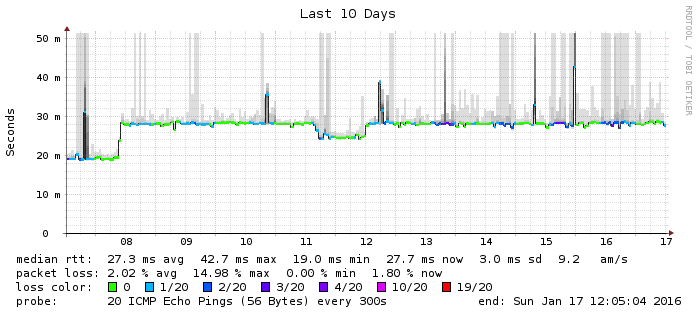 Last 10 Days
RRDTOOL / TOBI OETIKER
Seconds
50 m
40 m
30 m
20 m
10 m
0
08 09 10 11 12 13 14 15 16 17
median rtt: 27.3 ms avg 42.7 ms max 19.0 ms min 27.7 ms now 3.0 ms sd 9.2 am/s
packet loss: 2.02 % avg 14.98 % max 0.00 % min 1.80 % now
loss color: 0 1/20 2/20 3/20 4/20 10/20 19/20
probe: 20 ICMP Echo Pings (56 Bytes) every 300s end: Sun Jan 17 12:05:04 2016